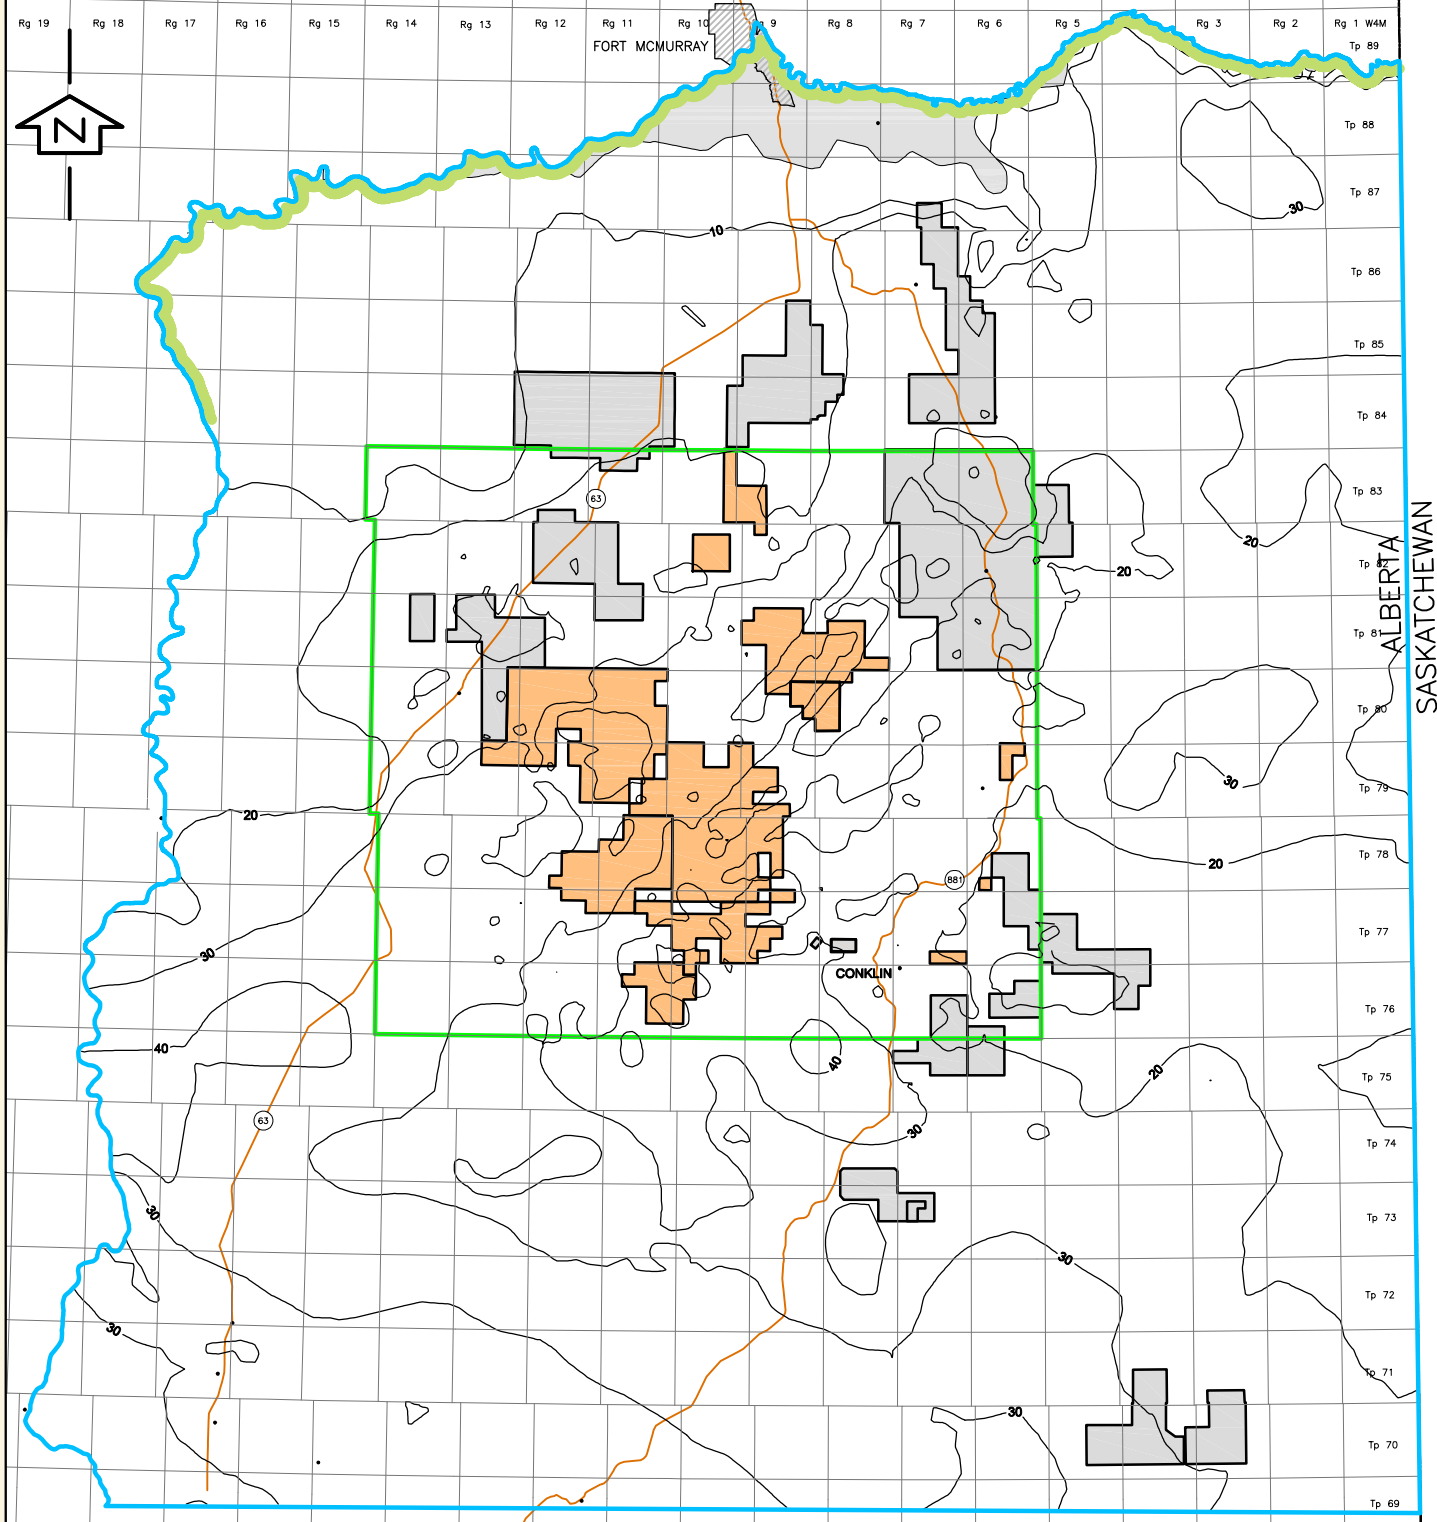 Rg 19 Rg 18 Rg 17 Rg 16 Rg 15 Rg 14 Rg 13 Rg 12 Rg 11 Rg 10 Rg 9 Rg 8 Rg 7 Rg 6 Rg 5 Rg 3 Rg 2 Rg 1 W4M
FORT MCMURRAY
Tp 89
N
Tp 88
Tp 87
30
10
Tp 86
Tp 85
Tp 84
Tp 83
63
20
Tp 82
20
ALBERTA
SASKATCHEWAN
Tp 81
Tp 80
30
Tp 79
20
Tp 78
20
881
Tp 77
30
CONKLIN
Tp 76
40
40
20
Tp 75
63
30
Tp 74
30
Tp 73
30
Tp 72
30
Tp 71
30
Tp 70
Tp 69